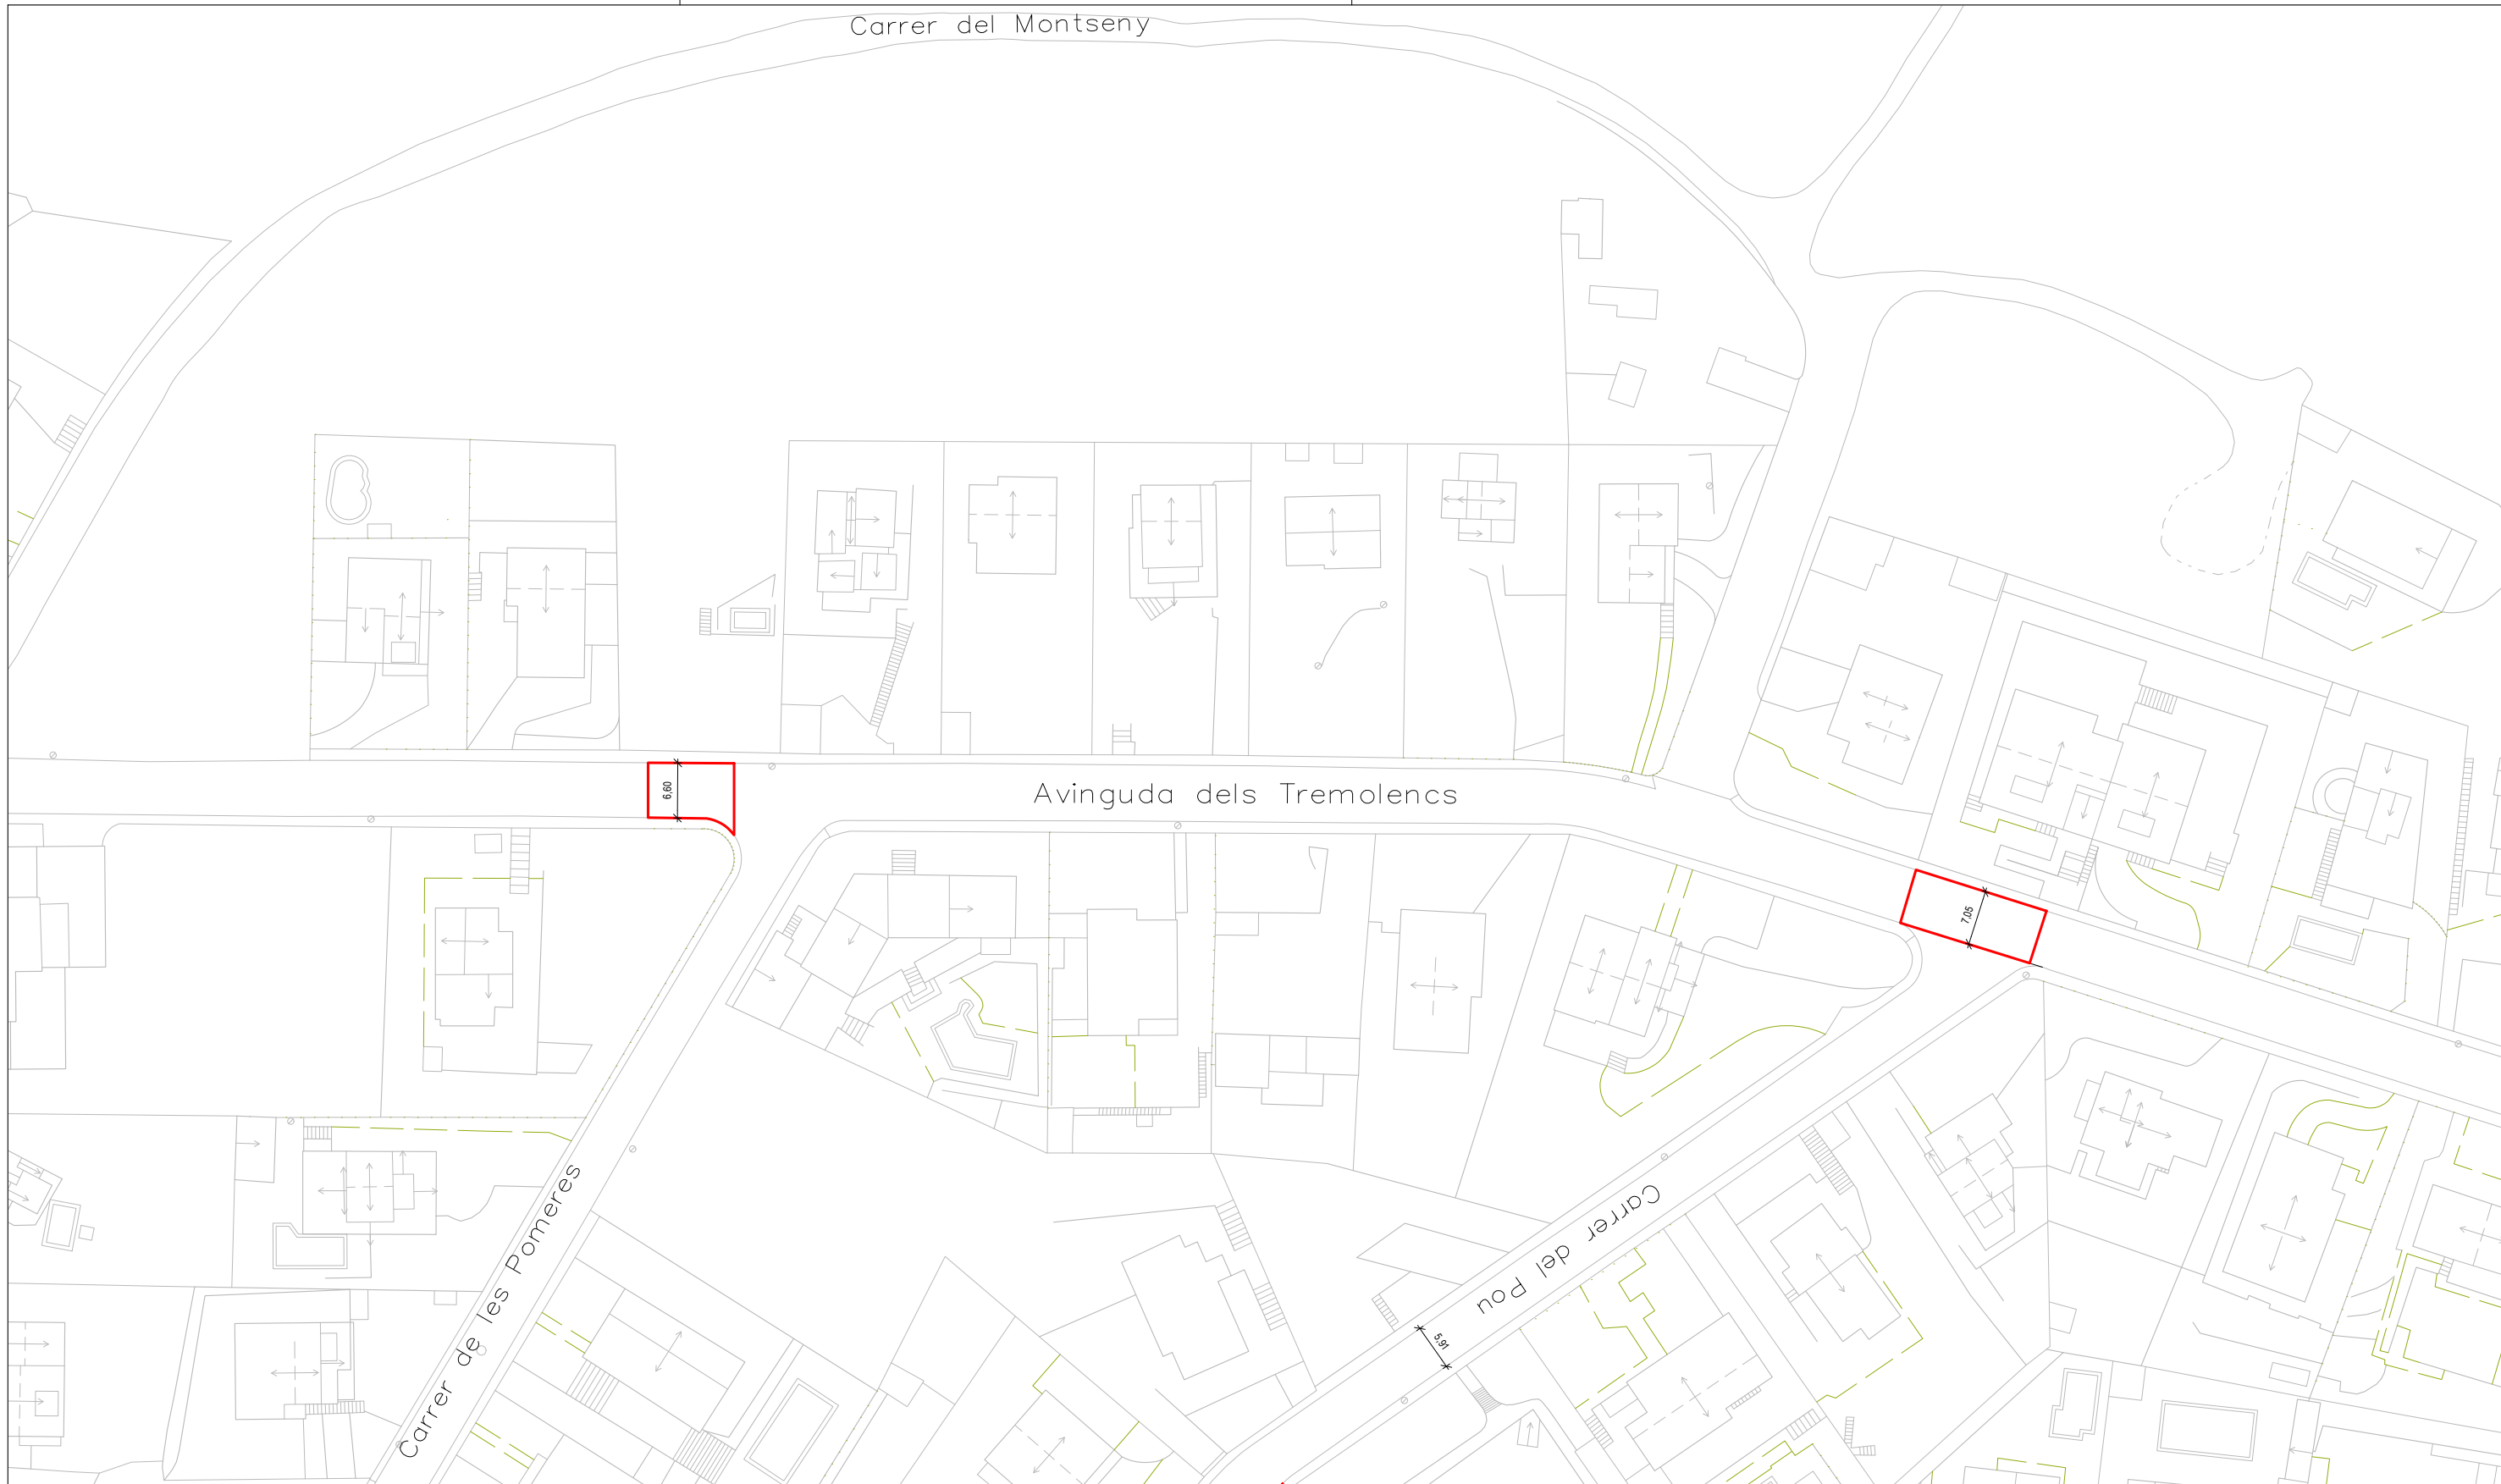 Carrer del Montseny
6,60
Avinguda dels Tremolencs
7,05
Carrer de les Pomeres
Carrer del Pou
5,91